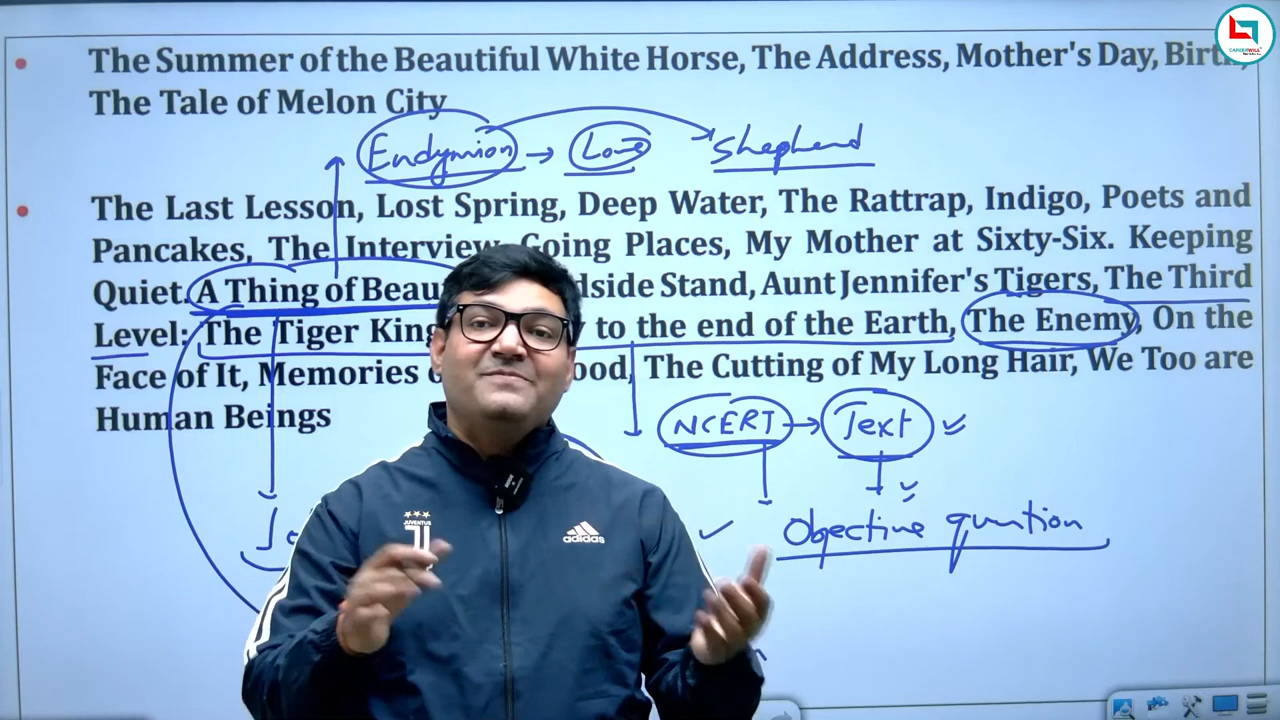 The Summer of the Beautiful White Horse, The Address, Mother's Day, Birth,
The Tale of Melon City
Endymion → Love Shepherd
The Last Lesson, Lost Spring, Deep Water, The Rattrap, Indigo, Poets and
Pancakes, The Interview, Going Places, My Mother at Sixty-Six. Keeping
Quiet. A Thing of Beau dside Stand, Aunt Jennifer's Tigers, The Third
Level: The Tiger King to the end of the Earth, The Enemy, On the
Face of It, Memories ood, The Cutting of My Long Hair, We Too are
Human Beings
NCERT → Text
Objective quntion
JUVENTUS
adidas
CAREERWILL